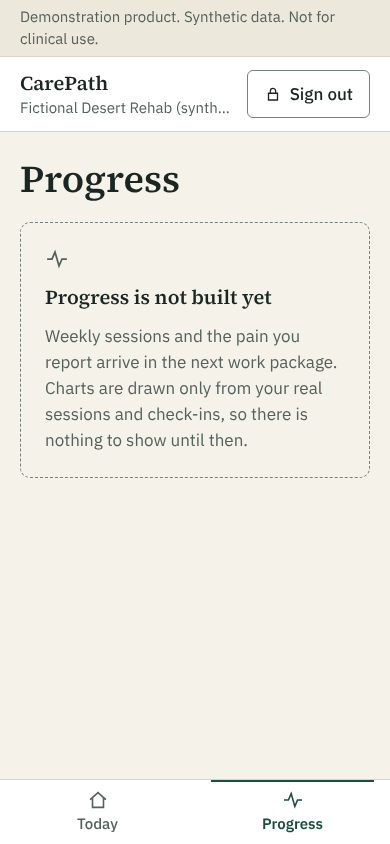 Demonstration product. Synthetic data. Not for
clinical use.
CarePath
Fictional Desert Rehab (synth...
Sign out
Progress
Progress is not built yet
Weekly sessions and the pain you
report arrive in the next work package.
Charts are drawn only from your real
sessions and check-ins, so there is
nothing to show until then.
Today
Progress